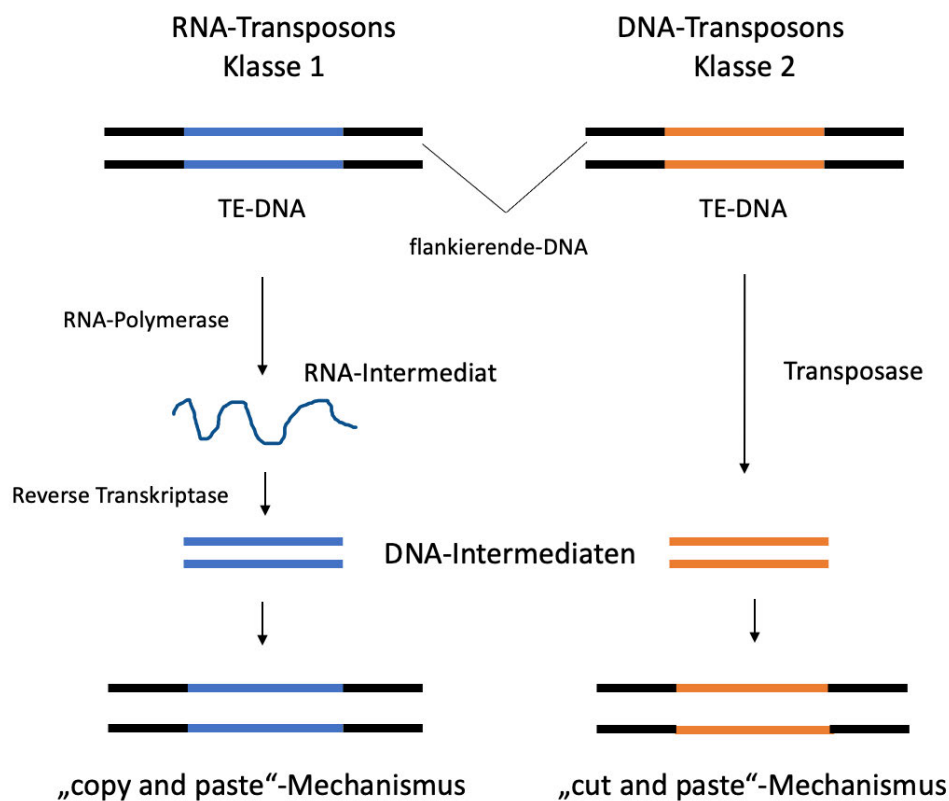 RNA-Transposons
Klasse 1
DNA-Transposons
Klasse 2
TE-DNA
TE-DNA
flankierende-DNA
RNA-Polymerase
RNA-Intermediat
Transposase
Reverse Transkriptase
DNA-Intermediaten
„copy and paste“-Mechanismus
„cut and paste“-Mechanismus